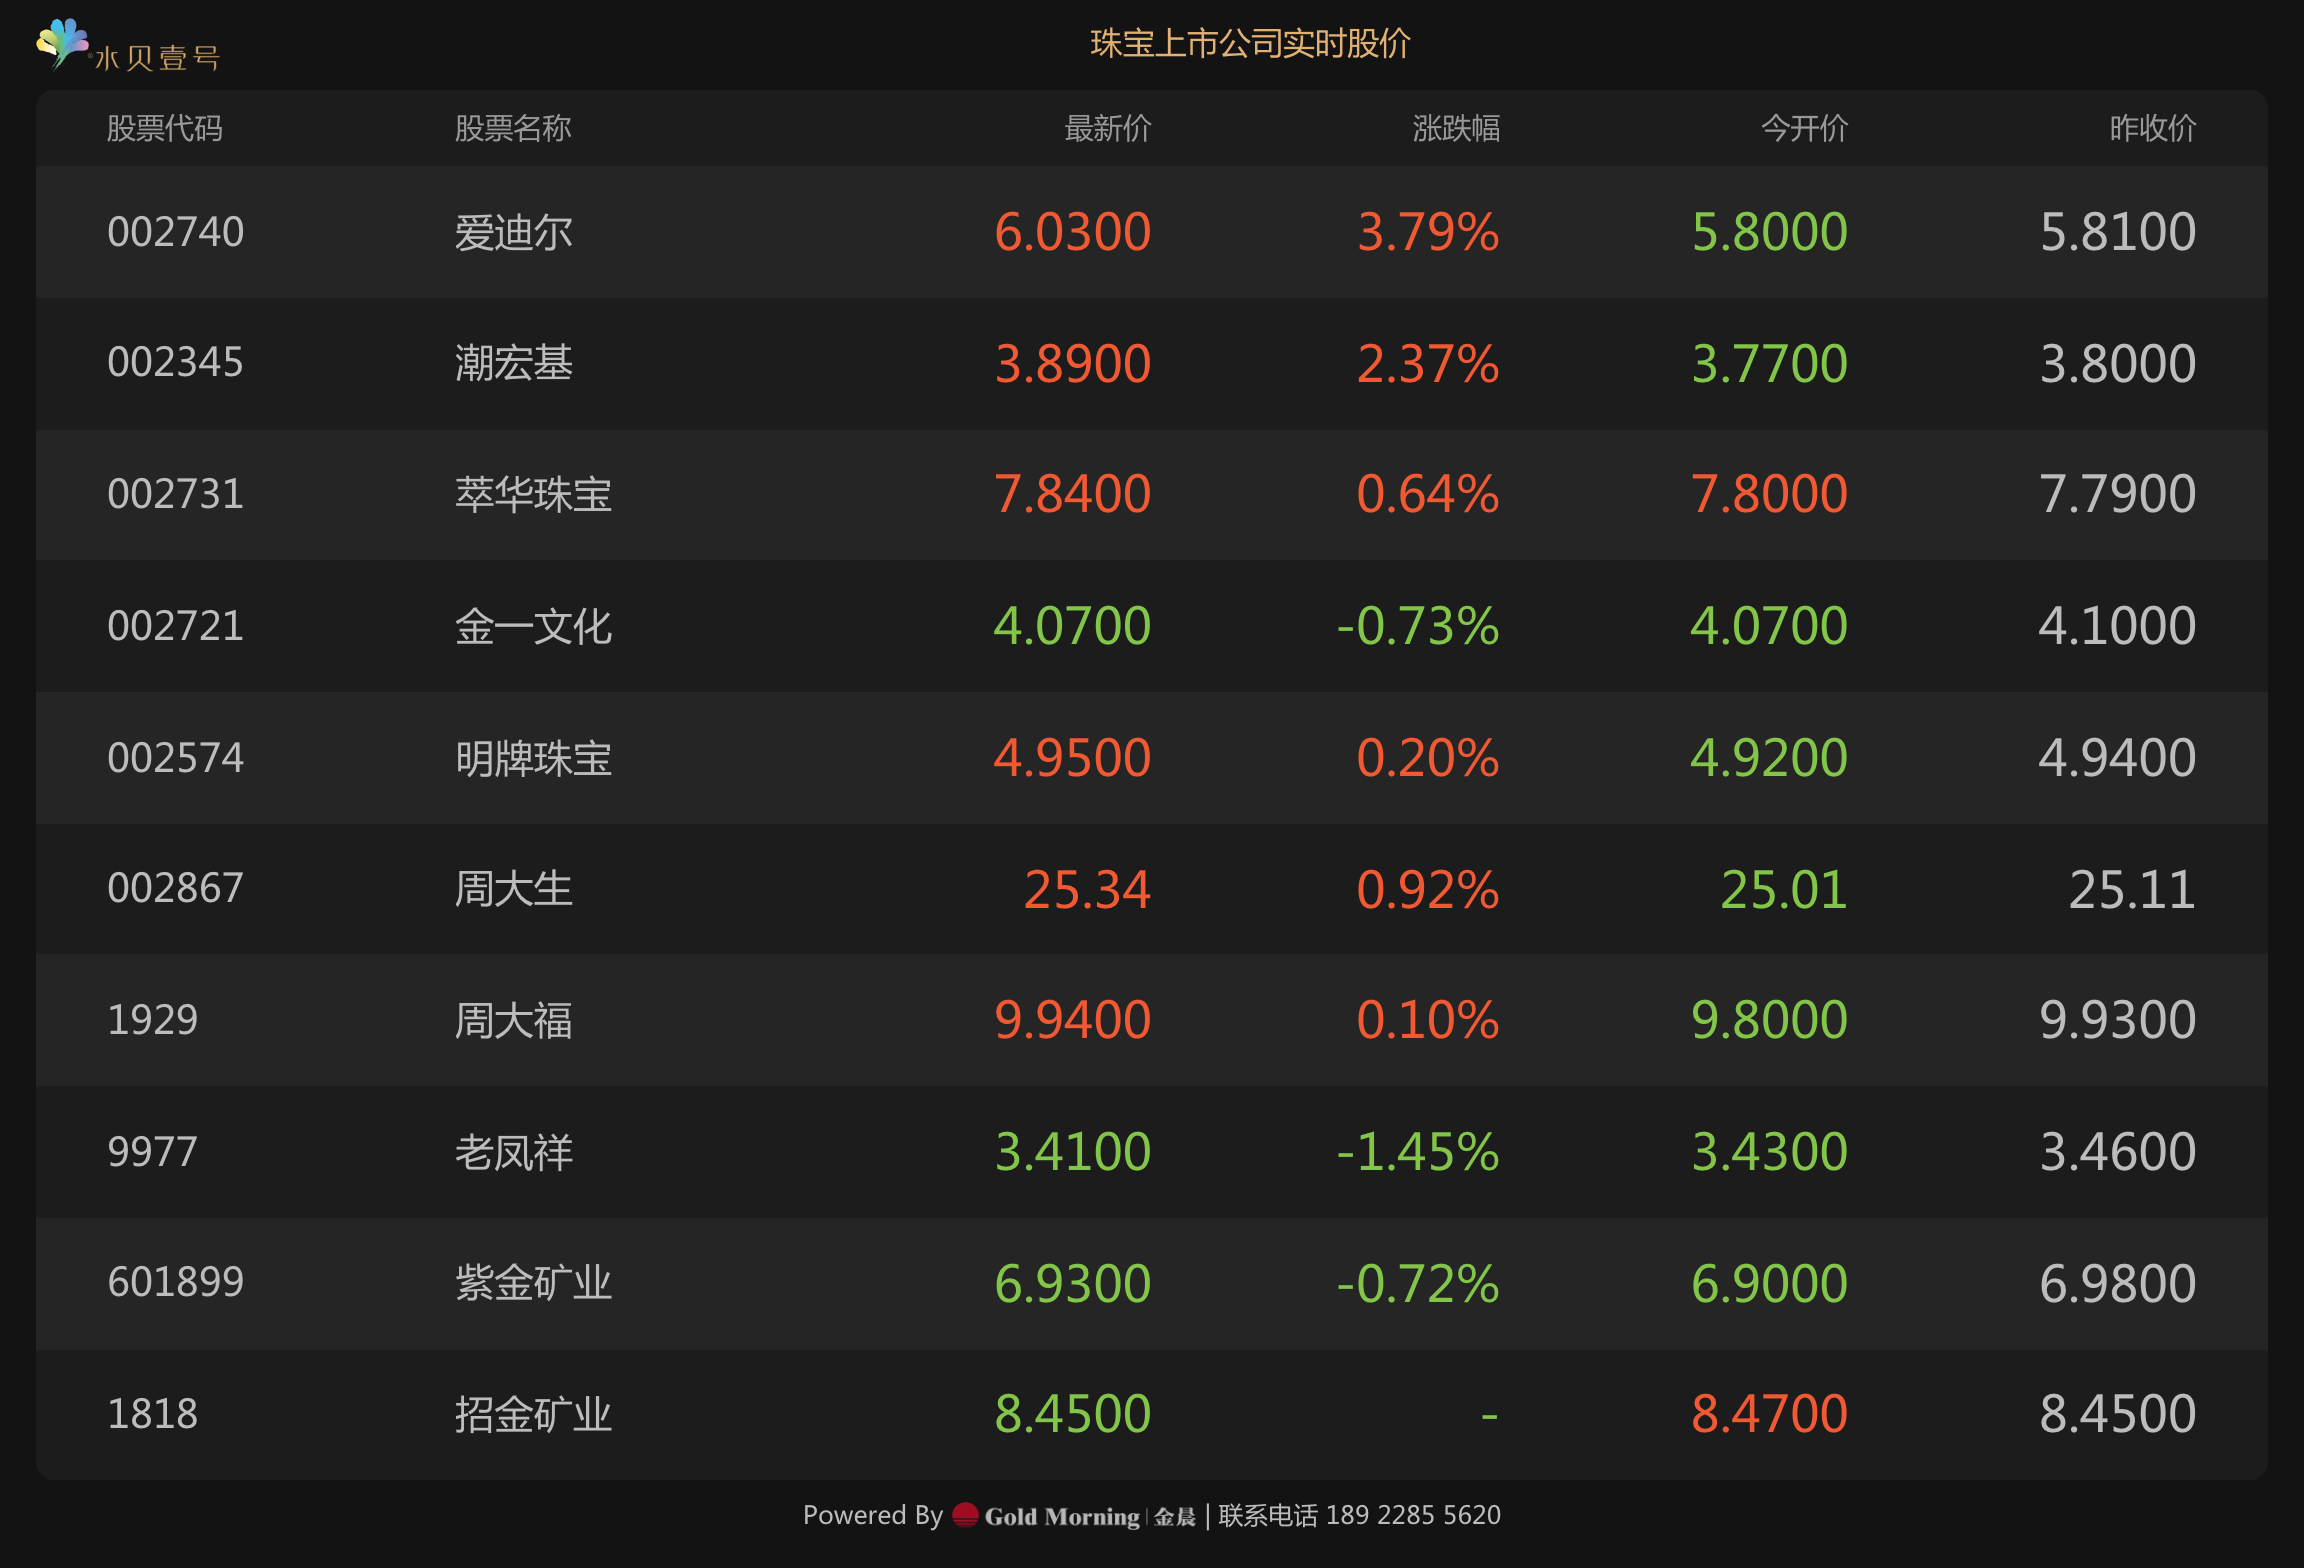 水贝壹号
珠宝上市公司实时股价
股票代码 股票名称 最新价 涨跌幅 今开价 昨收价
002740 爱迪尔 6.0300 3.79% 5.8000 5.8100
002345 潮宏基 3.8900 2.37% 3.7700 3.8000
002731 萃华珠宝 7.8400 0.64% 7.8000 7.7900
002721 金一文化 4.0700 -0.73% 4.0700 4.1000
002574 明牌珠宝 4.9500 0.20% 4.9200 4.9400
002867 周大生 25.34 0.92% 25.01 25.11
1929 周大福 9.9400 0.10% 9.8000 9.9300
9977 老凤祥 3.4100 -1.45% 3.4300 3.4600
601899 紫金矿业 6.9300 -0.72% 6.9000 6.9800
1818 招金矿业 8.4500 - 8.4700 8.4500
Powered By Gold Morning | 金晨 | 联系电话 189 2285 5620